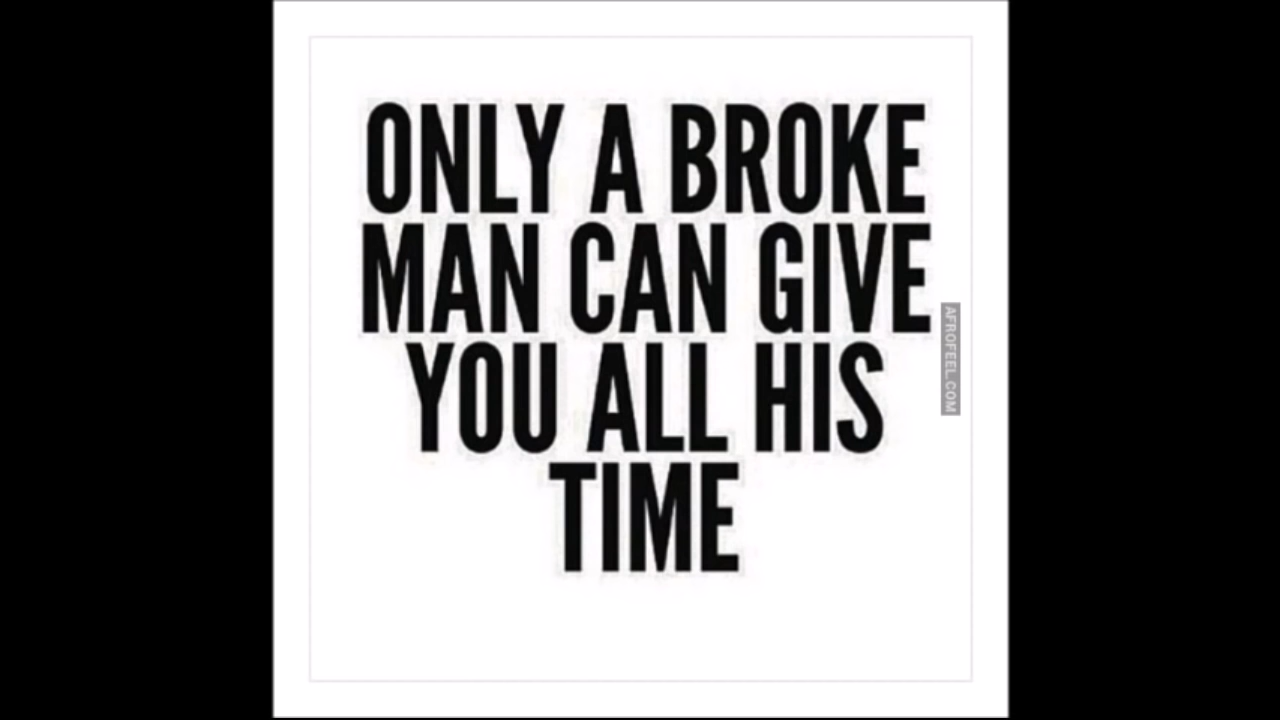 ONLY A BROKE
MAN CAN GIVE
YOU ALL HIS
TIME
AFROFEEL.COM